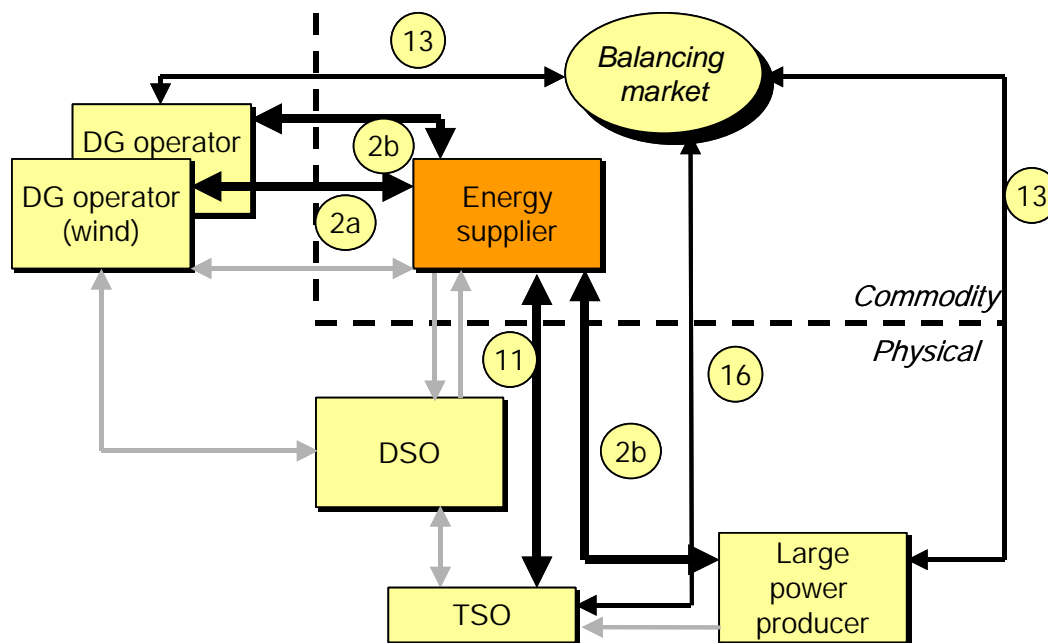 13
Balancing
market
DG operator
2b
DG operator
(wind)
2a
Energy
supplier
13
Commodity
Physical
11
16
DSO
2b
Large
power
producer
TSO